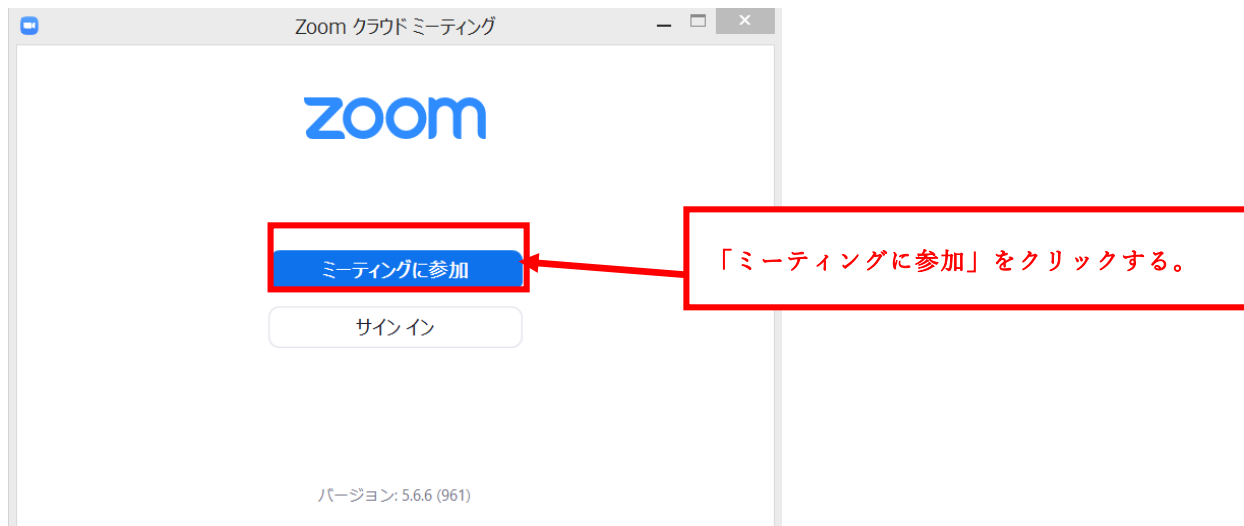 Zoom クラウド ミーティング
zoom
ミーティングに参加
「ミーティングに参加」をクリックする。
サイン イン
バージョン: 5.6.6 (961)